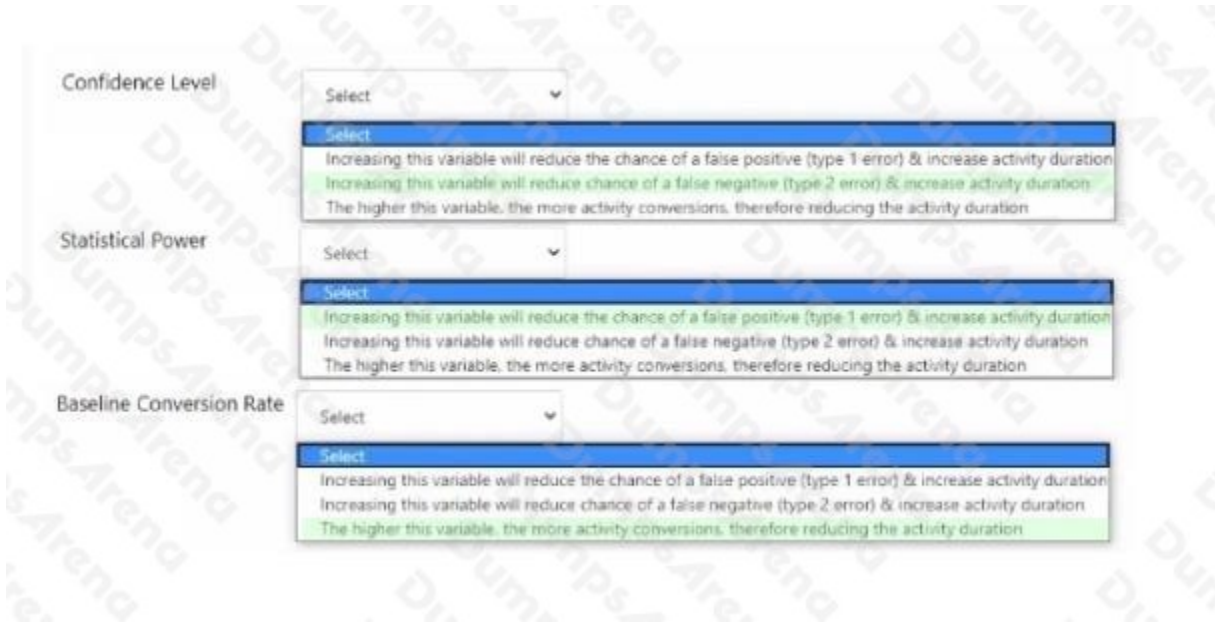 Confidence Level
Select
Select
Increasing this variable will reduce the chance of a false positive (type 1 error) & increase activity duration
Increasing this variable will reduce chance of a false negative (type 2 error) & increase activity duration
The higher this variable, the more activity conversions, therefore reducing the activity duration
Statistical Power
Select
Select
Increasing this variable will reduce the chance of a false positive (type 1 error) & increase activity duration
Increasing this variable will reduce chance of a false negative (type 2 error) & increase activity duration
The higher this variable, the more activity conversions, therefore reducing the activity duration
Baseline Conversion Rate
Select
Select
Increasing this variable will reduce the chance of a false positive (type 1 error) & increase activity duration
Increasing this variable will reduce chance of a false negative (type 2 error) & increase activity duration
The higher this variable, the more activity conversions, therefore reducing the activity duration
DumpsArena